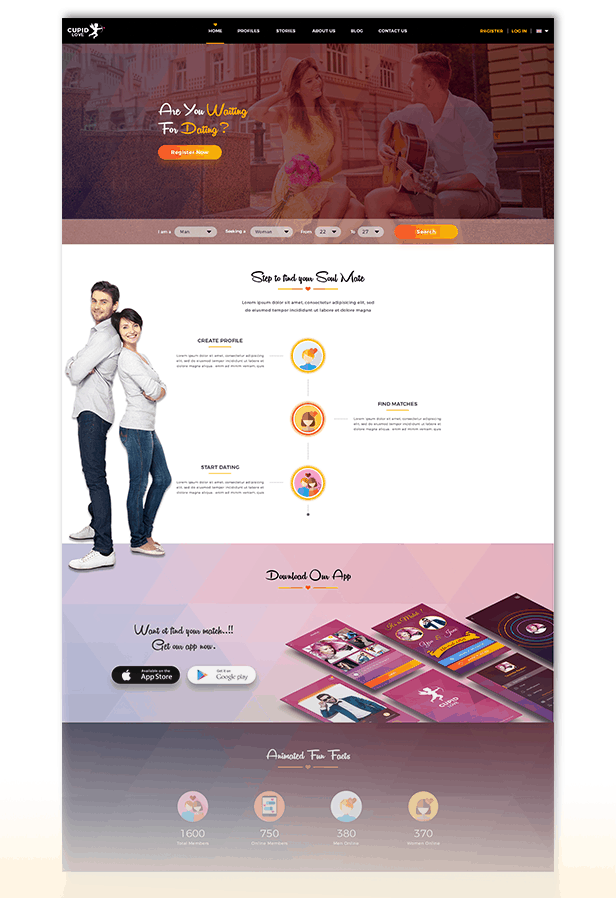 CUPID
LOVE
HOME
PROFILES
STORIES
ABOUT US
BLOG
CONTACT US
REGISTER
LOG IN
Are You Waiting
For Dating ?
Register Now
I am a
Man
Seeking a
Woman
From
22
To
27
Search
Step to find your Soul Mate
Lorem ipsum dolor sit amet, consectetur adipisicing elit, sed
do eiusmod tempor incididunt ut labore et dolore magna
CREATE PROFILE
Lorem ipsum dolor sit amet, consectetur adipisicing
elit, sed do eiusmod tempor incididunt ut labore et
dolore magna aliqua. enim ad minim veniam quis
FIND MATCHES
Lorem ipsum dolor sit amet, consectetur adipisicing
elit, sed do eiusmod tempor incididunt ut labore et
dolore magna aliqua. enim ad minim veniam quis
START DATING
Lorem ipsum dolor sit amet, consectetur adipisicing
elit, sed do eiusmod tempor incididunt ut labore et
dolore magna aliqua. enim ad minim veniam quis
Download Our App
Want ot find your match..!!
Get our app now.
Available on the
App Store
Get it on
Google play
It's a Match !
You & Jane
CUPID
LOVE
Animated Fun Facts
1600
Total Members
750
Online Members
380
Men Online
370
Women Online